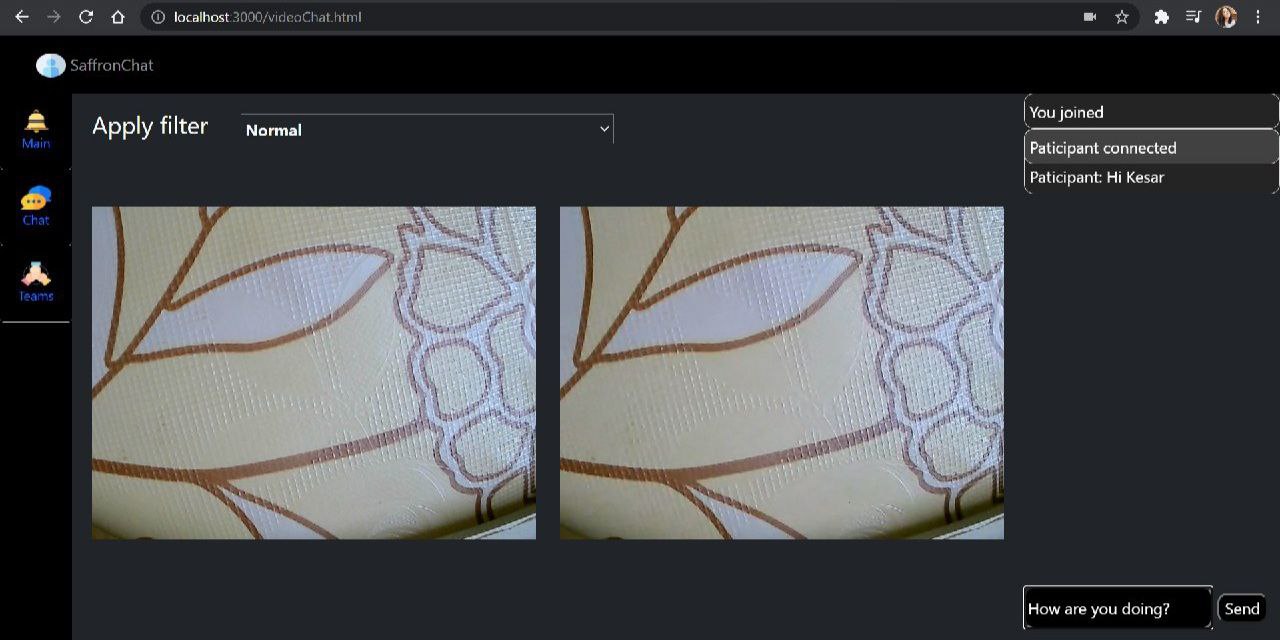 localhost:3000/videoChat.html
SaffronChat
Main
Chat
Teams
Apply filter
Normal
You joined
Paticipant connected
Paticipant: Hi Kesar
How are you doing?
Send